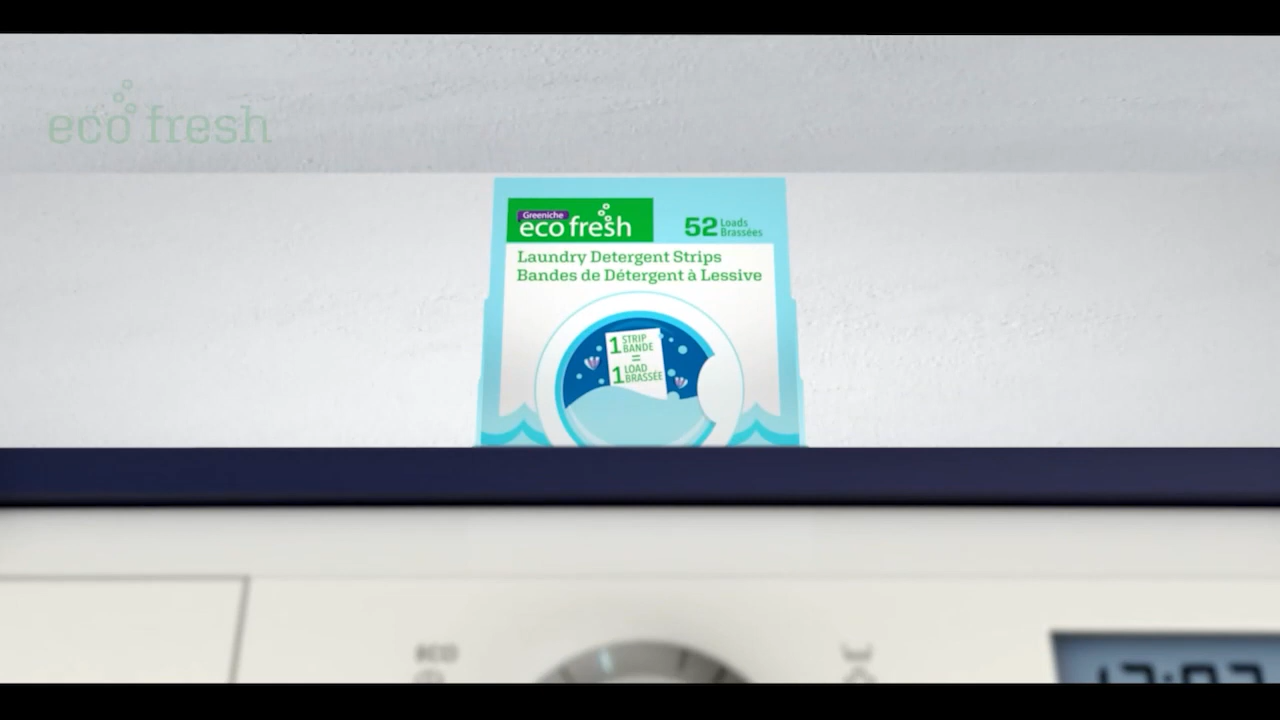 eco fresh
Greeniche
eco fresh
52 Loads
Brassées
Laundry Detergent Strips
Bandes de Détergent à Lessive
1 STRIP
BANDE
=
1 LOAD
BRASSÉE
eco